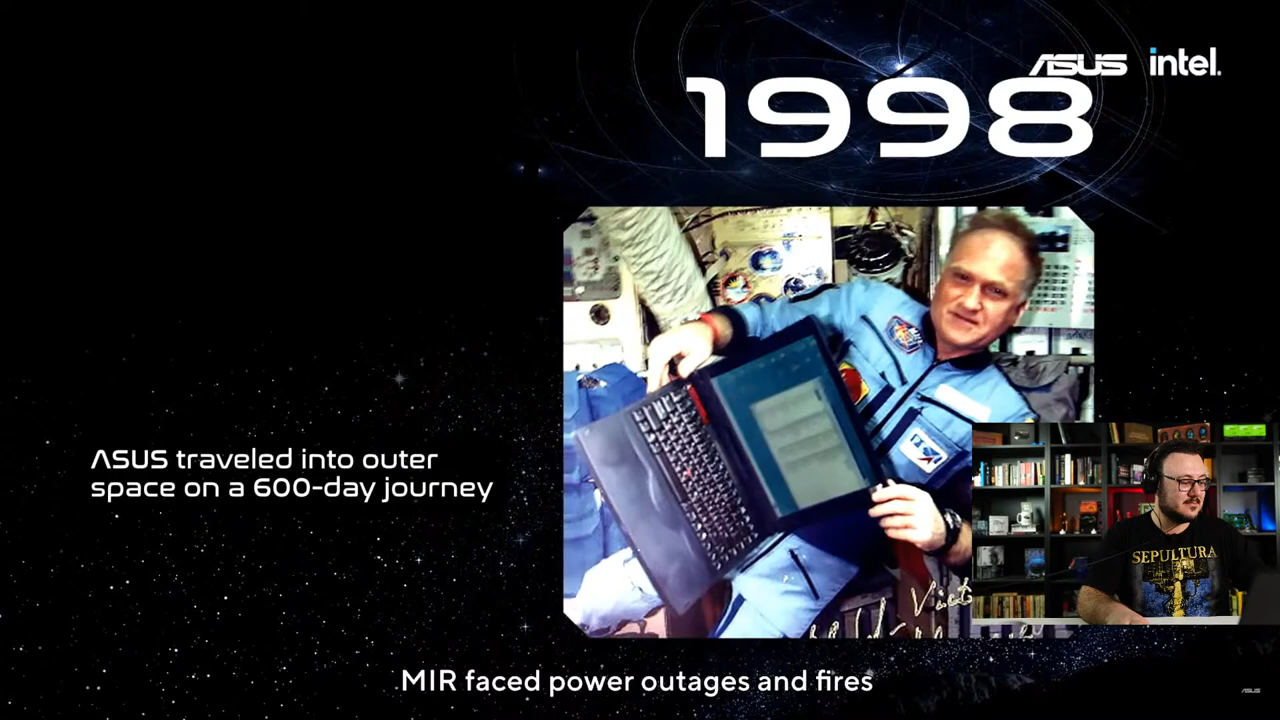 ASUS intel.
1998
ASUS traveled into outer
space on a 600-day journey
SEPULTURA
MIR faced power outages and fires
ASUS